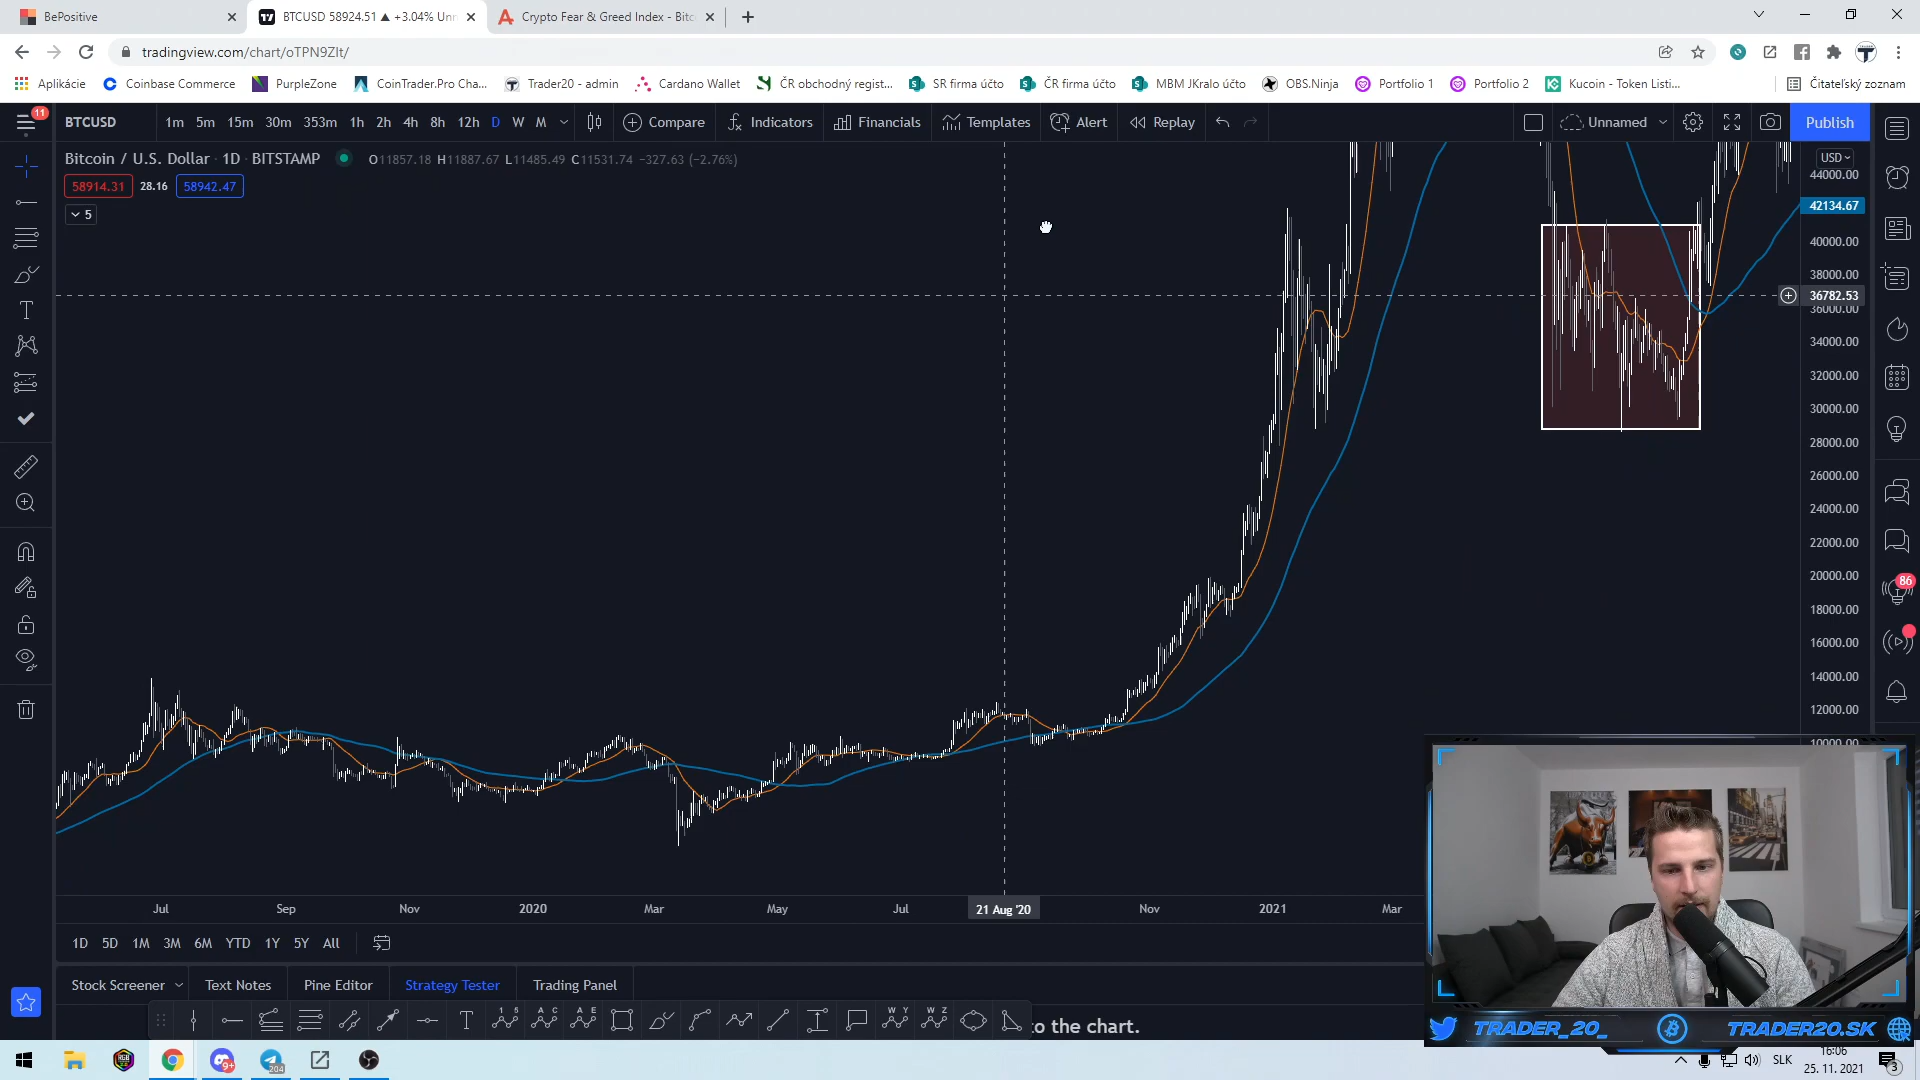 BePositive
BTCUSD 58924.51 ▲ +3.04% Unn
Crypto Fear & Greed Index - Bitc
tradingview.com/chart/oTPN9ZIt/
Aplikácie
Coinbase Commerce
PurpleZone
CoinTrader.Pro Cha...
Trader20 - admin
Cardano Wallet
ČR obchodný regist...
SR firma účto
ČR firma účto
MBM JKralo účto
OBS.Ninja
Portfolio 1
Portfolio 2
Kucoin - Token Listi...
Čitateľský zoznam
11
BTCUSD
1m 5m 15m 30m 353m 1h 2h 4h 8h 12h D W M
Compare
Indicators
Financials
Templates
Alert
Replay
Unnamed
Publish
Bitcoin / U.S. Dollar · 1D · BITSTAMP
O11857.18 H11887.67 L11485.49 C11531.74 −327.63 (−2.76%)
58914.31 28.16 58942.47
5
USD
44000.00
42134.67
40000.00
38000.00
36782.53
36000.00
34000.00
32000.00
30000.00
28000.00
26000.00
24000.00
22000.00
20000.00
18000.00
16000.00
14000.00
12000.00
10000.00
86
Jul Sep Nov 2020 Mar May Jul 21 Aug '20 Nov 2021 Mar
1D 5D 1M 3M 6M YTD 1Y 5Y All
Stock Screener
Text Notes
Pine Editor
Strategy Tester
Trading Panel
to the chart.
TRADER_20_
TRADER20.SK
9+
204
SLK
16:06
25. 11. 2021
3